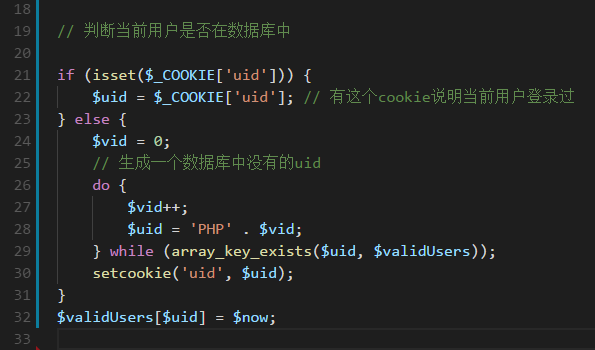 18
19 // 判断当前用户是否在数据库中
20
21 if (isset($_COOKIE['uid'])) {
22 $uid = $_COOKIE['uid']; // 有这个cookie说明当前用户登录过
23 } else {
24 $vid = 0;
25 // 生成一个数据库中没有的uid
26 do {
27 $vid++;
28 $uid = 'PHP' . $vid;
29 } while (array_key_exists($uid, $validUsers));
30 setcookie('uid', $uid);
31 }
32 $validUsers[$uid] = $now;
33